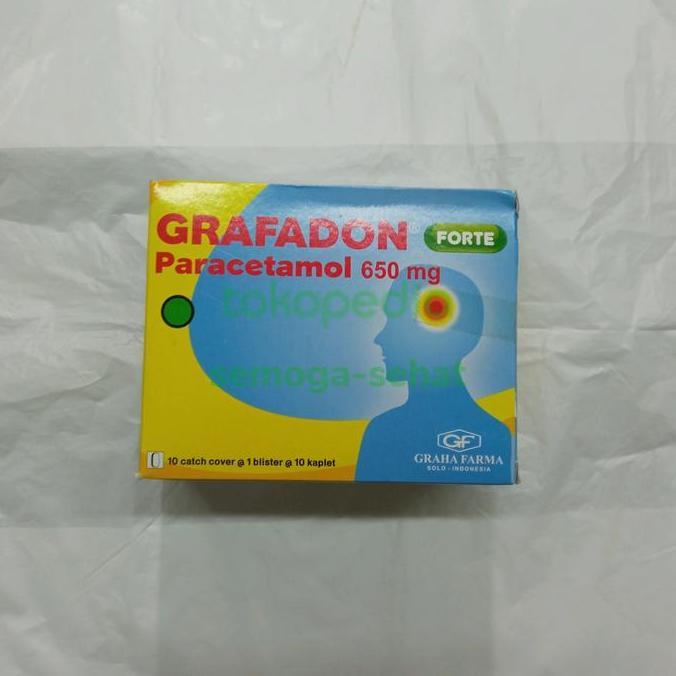 GRAFADON® FORTE
Paracetamol 650 mg
tokopedi
semoga-sehat
10 catch cover @ 1 blister @ 10 kaplet
GF
GRAHA FARMA
SOLO - INDONESIA